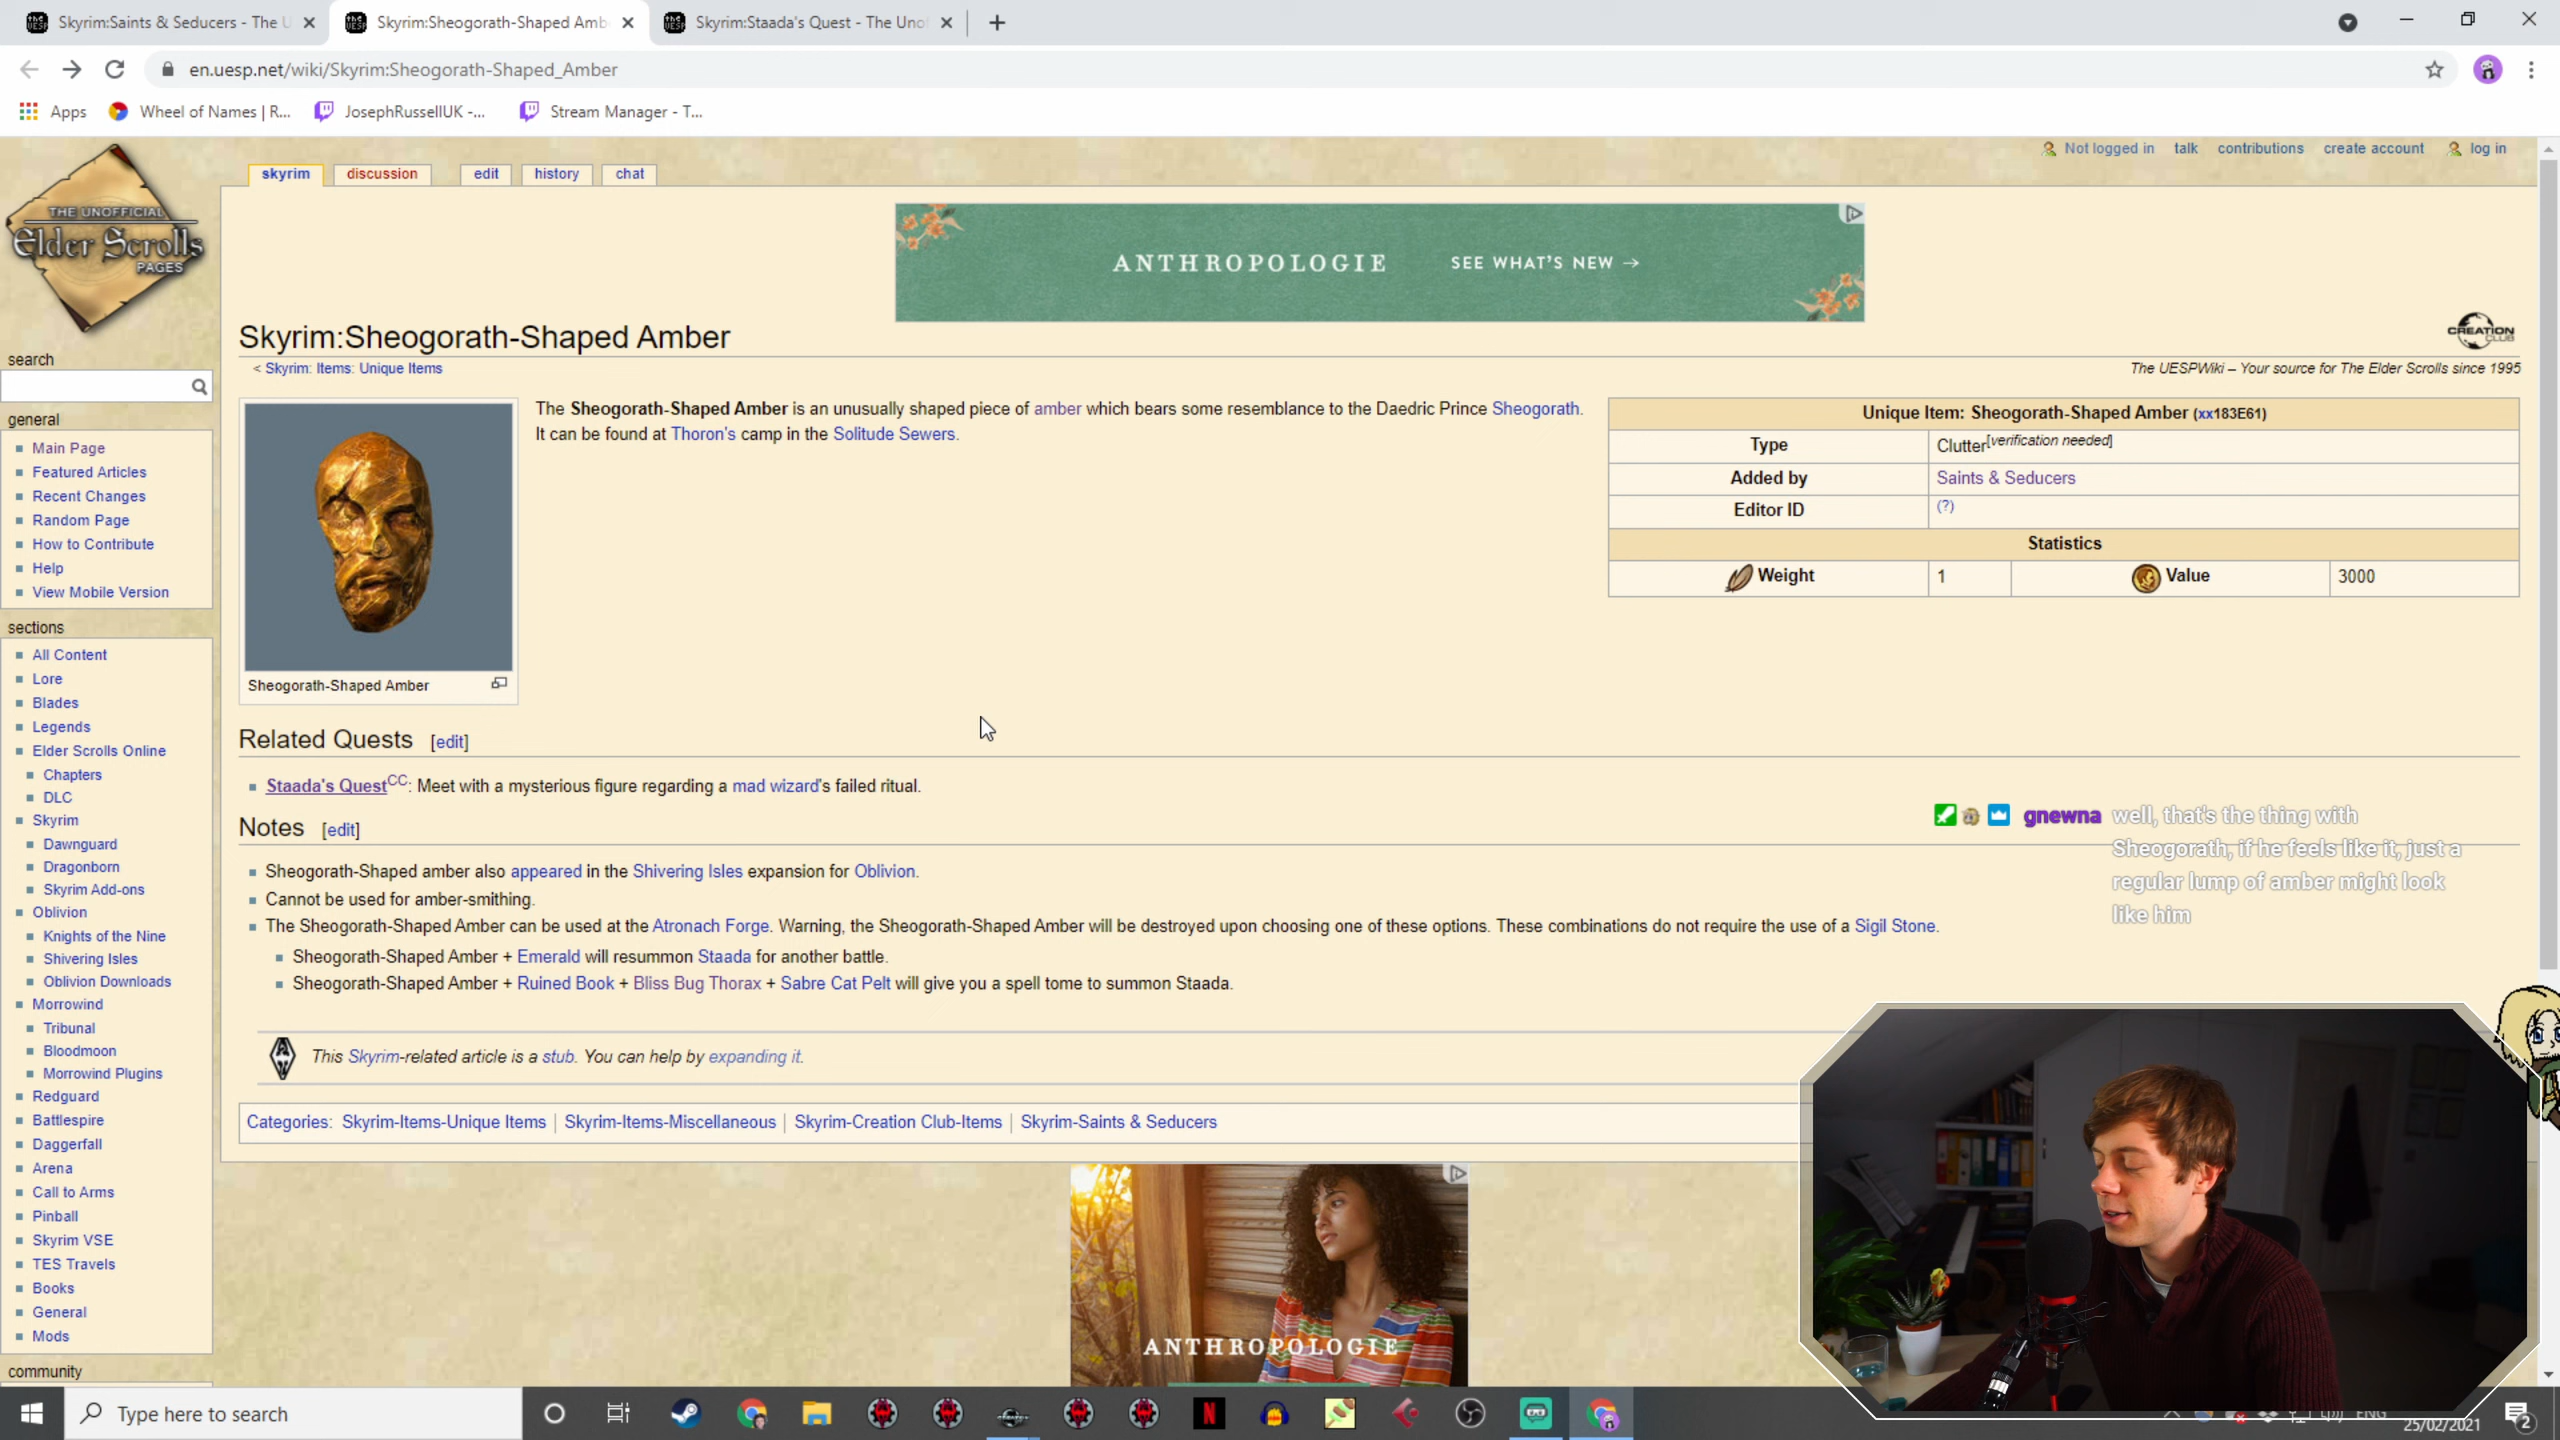 Skyrim:Saints & Seducers - The U
Skyrim:Sheogorath-Shaped Amb
Skyrim:Staada's Quest - The Unof
en.uesp.net/wiki/Skyrim:Sheogorath-Shaped_Amber
Apps
Wheel of Names | R...
JosephRussellUK -...
Stream Manager - T...
Not logged in talk contributions create account log in
skyrim discussion edit history chat
THE UNOFFICIAL
Elder Scrolls
PAGES
ANTHROPOLOGIE SEE WHAT'S NEW →
Skyrim:Sheogorath-Shaped Amber
CREATION
CLUB
< Skyrim: Items: Unique Items
The UESPWiki – Your source for The Elder Scrolls since 1995
search
general
Main Page
Featured Articles
Recent Changes
Random Page
How to Contribute
Help
View Mobile Version
sections
All Content
Lore
Blades
Legends
Elder Scrolls Online
Chapters
DLC
Skyrim
Dawnguard
Dragonborn
Skyrim Add-ons
Oblivion
Knights of the Nine
Shivering Isles
Oblivion Downloads
Morrowind
Tribunal
Bloodmoon
Morrowind Plugins
Redguard
Battlespire
Daggerfall
Arena
Call to Arms
Pinball
Skyrim VSE
TES Travels
Books
General
Mods
community
Sheogorath-Shaped Amber
The Sheogorath-Shaped Amber is an unusually shaped piece of amber which bears some resemblance to the Daedric Prince Sheogorath.
It can be found at Thoron's camp in the Solitude Sewers.
Unique Item: Sheogorath-Shaped Amber (xx183E61)
Type Clutter[verification needed]
Added by Saints & Seducers
Editor ID (?)
Statistics
Weight 1 Value 3000
Related Quests [edit]
Staada's QuestCC: Meet with a mysterious figure regarding a mad wizard's failed ritual.
Notes [edit]
Sheogorath-Shaped amber also appeared in the Shivering Isles expansion for Oblivion.
Cannot be used for amber-smithing.
The Sheogorath-Shaped Amber can be used at the Atronach Forge. Warning, the Sheogorath-Shaped Amber will be destroyed upon choosing one of these options. These combinations do not require the use of a Sigil Stone.
Sheogorath-Shaped Amber + Emerald will resummon Staada for another battle.
Sheogorath-Shaped Amber + Ruined Book + Bliss Bug Thorax + Sabre Cat Pelt will give you a spell tome to summon Staada.
gnewna well, that's the thing with
Sheogorath, if he feels like it, just a
regular lump of amber might look
like him
This Skyrim-related article is a stub. You can help by expanding it.
Categories: Skyrim-Items-Unique Items | Skyrim-Items-Miscellaneous | Skyrim-Creation Club-Items | Skyrim-Saints & Seducers
ANTHROPOLOGIE
Type here to search
ENG
25/02/2021
2